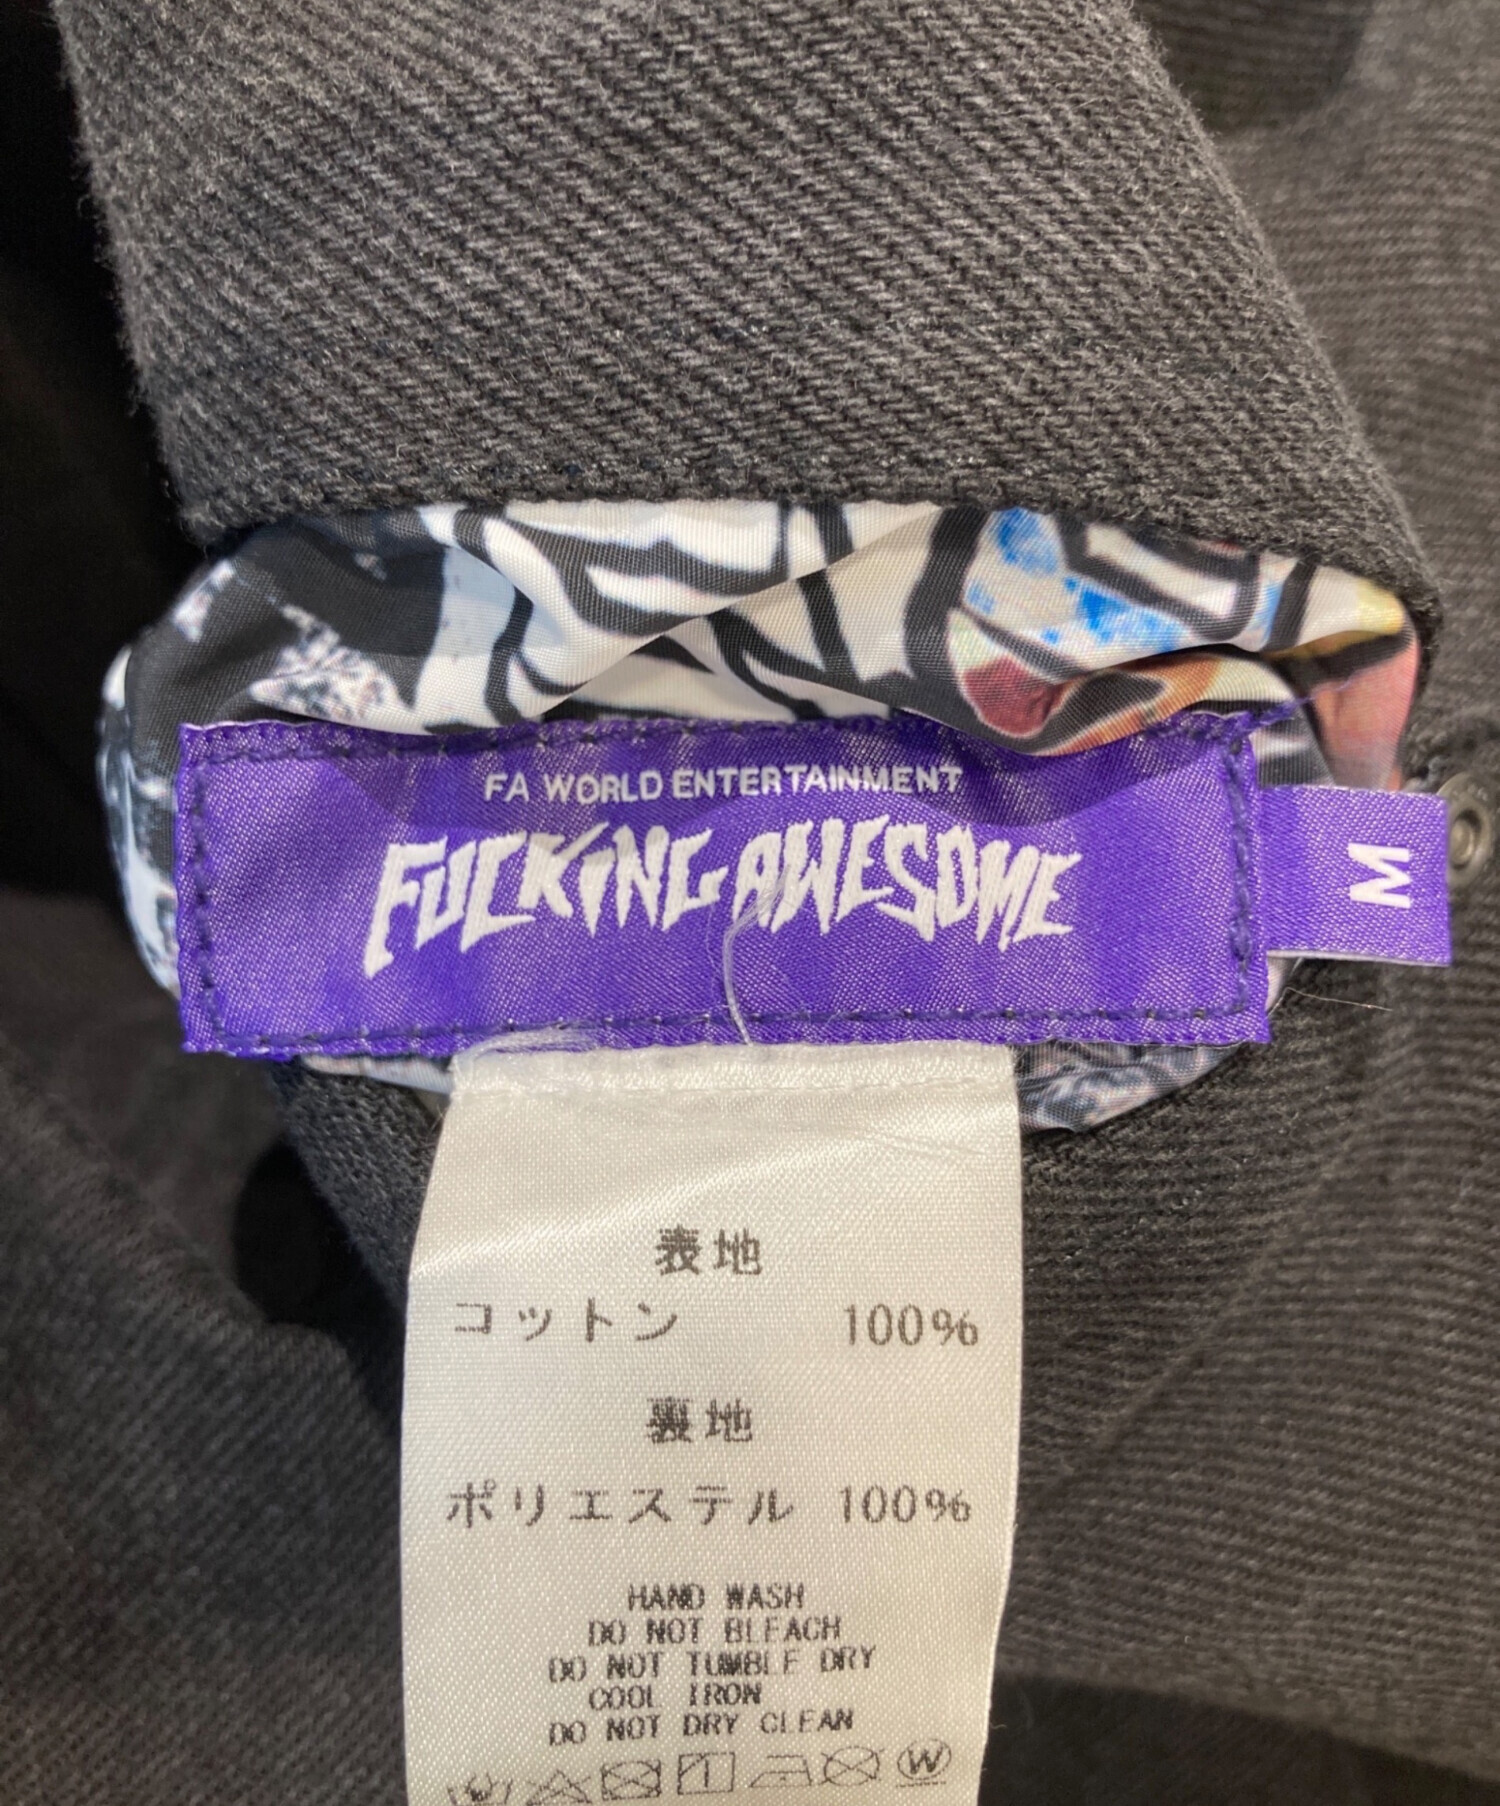 FA WORLD ENTERTAINMENT
FUCKING AWESOME
M
表地
コットン 100%
裏地
ポリエステル 100%
HAND WASH
DO NOT BLEACH
DO NOT TUMBLE DRY
COOL IRON
DO NOT DRY CLEAN
W